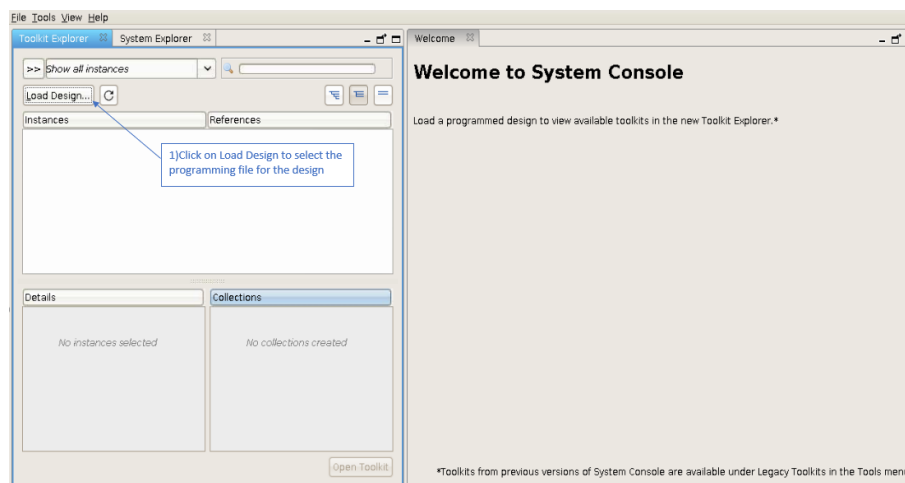 File Tools View Help
Toolkit Explorer System Explorer
>> Show all instances
Load Design...
Instances References
1)Click on Load Design to select the
programming file for the design
Details Collections
No instances selected No collections created
Open Toolkit
Welcome
Welcome to System Console
Load a programmed design to view available toolkits in the new Toolkit Explorer.*
*Toolkits from previous versions of System Console are available under Legacy Toolkits in the Tools men